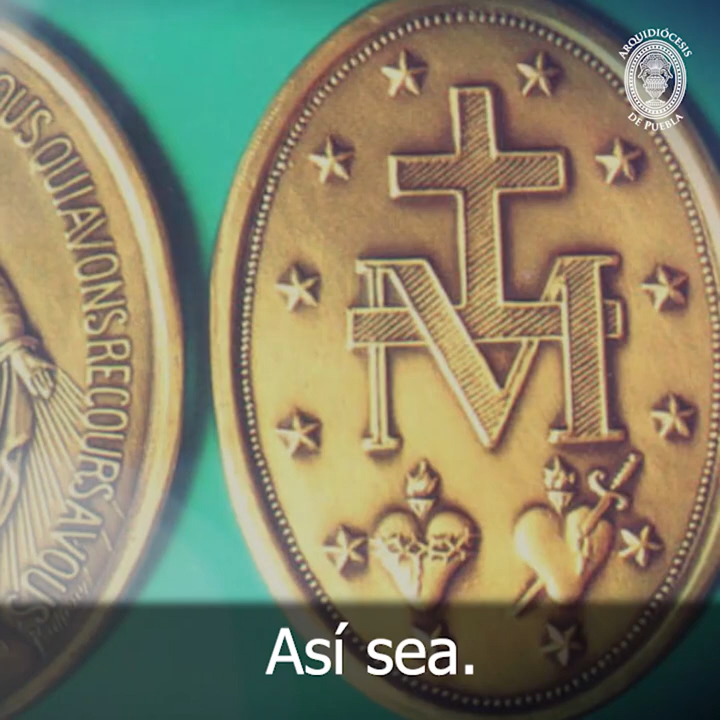 ARQUIDIÓCESIS
DE PUEBLA
OUS QUI AVONS RECOURS À VOUS
M
Así sea.